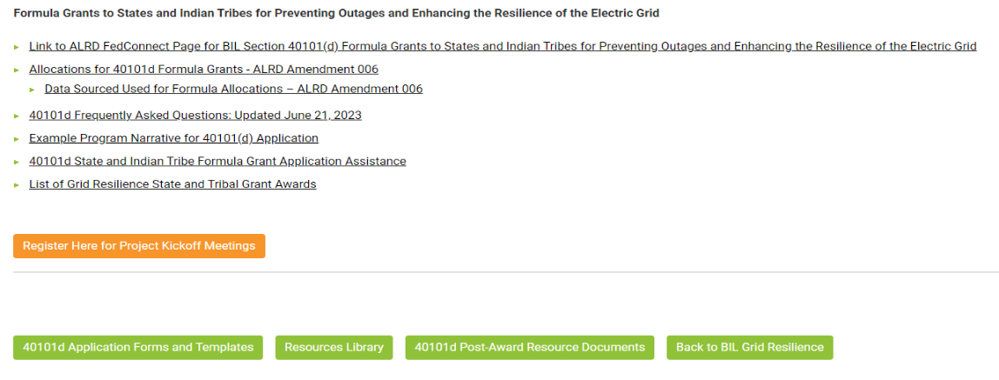 Formula Grants to States and Indian Tribes for Preventing Outages and Enhancing the Resilience of the Electric Grid
Link to ALRD FedConnect Page for BIL Section 40101(d) Formula Grants to States and Indian Tribes for Preventing Outages and Enhancing the Resilience of the Electric Grid
Allocations for 40101d Formula Grants - ALRD Amendment 006
Data Sourced Used for Formula Allocations – ALRD Amendment 006
40101d Frequently Asked Questions: Updated June 21, 2023
Example Program Narrative for 40101(d) Application
40101d State and Indian Tribe Formula Grant Application Assistance
List of Grid Resilience State and Tribal Grant Awards
Register Here for Project Kickoff Meetings
40101d Application Forms and Templates
Resources Library
40101d Post-Award Resource Documents
Back to BIL Grid Resilience